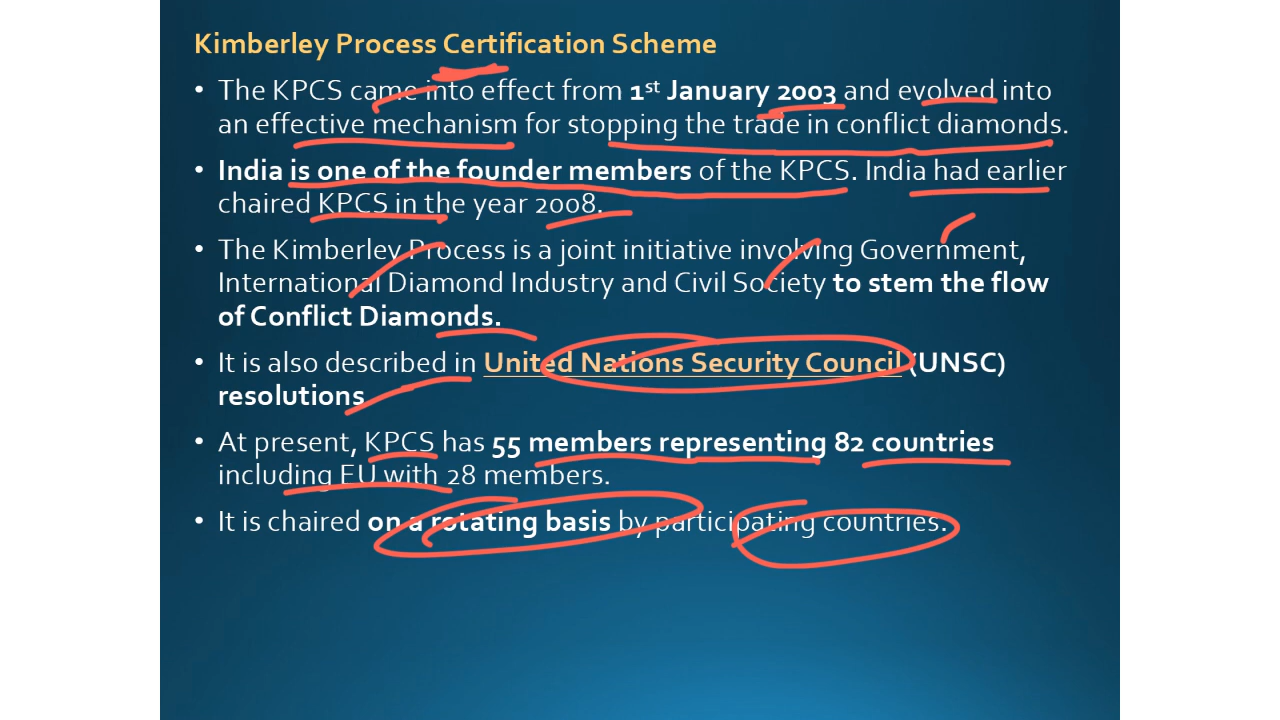 Kimberley Process Certification Scheme
• The KPCS came into effect from 1st January 2003 and evolved into
an effective mechanism for stopping the trade in conflict diamonds.
• India is one of the founder members of the KPCS. India had earlier
chaired KPCS in the year 2008.
• The Kimberley Process is a joint initiative involving Government,
International Diamond Industry and Civil Society to stem the flow
of Conflict Diamonds.
• It is also described in United Nations Security Council (UNSC)
resolutions
• At present, KPCS has 55 members representing 82 countries
including EU with 28 members.
• It is chaired on a rotating basis by participating countries.